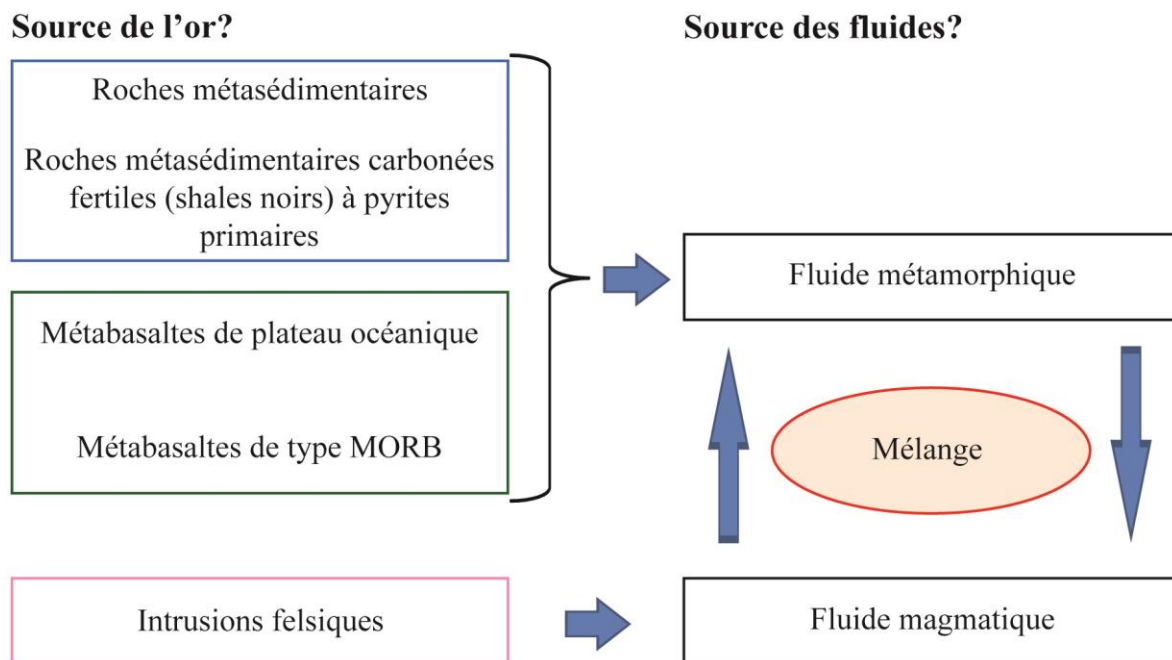 Source de l’or?
Roches métasédimentaires
Roches métasédimentaires carbonées
fertiles (shales noirs) à pyrites
primaires
Métabasaltes de plateau océanique
Métabasaltes de type MORB
Intrusions felsiques
Source des fluides?
Fluide métamorphique
Mélange
Fluide magmatique